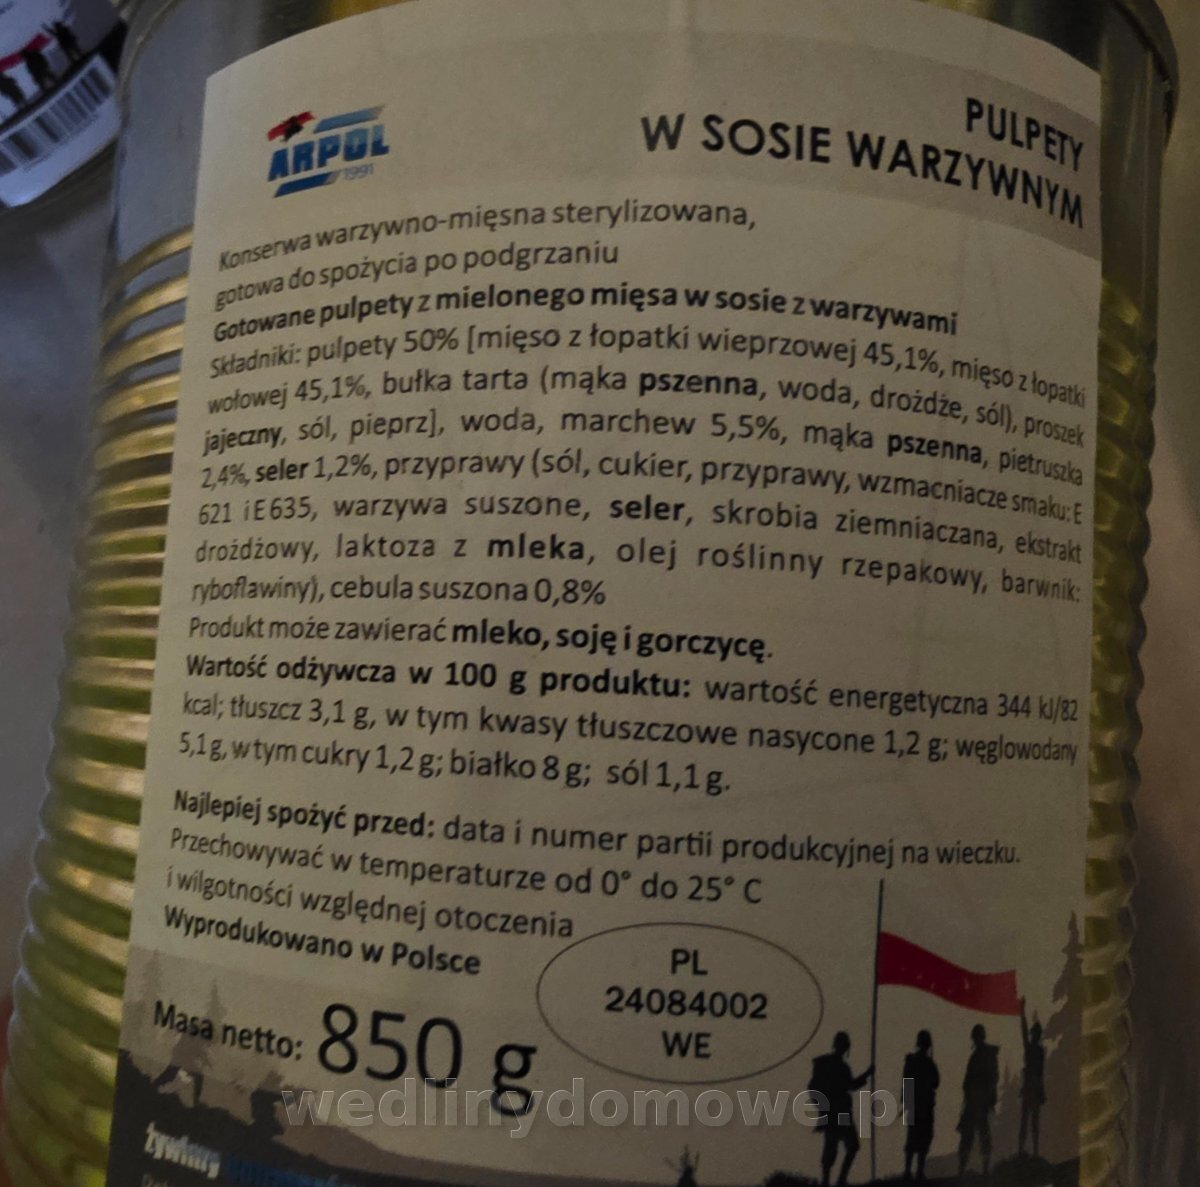 ARPOL
1991
PULPETY
W SOSIE WARZYWNYM
Konserwa warzywno-mięsna sterylizowana,
gotowa do spożycia po podgrzaniu
Gotowane pulpety z mielonego mięsa w sosie z warzywami
Składniki: pulpety 50% [mięso z łopatki wieprzowej 45,1%, mięso z łopatki
wołowej 45,1%, bułka tarta (mąka pszenna, woda, drożdże, sól), proszek
jajeczny, sól, pieprz], woda, marchew 5,5%, mąka pszenna, pietruszka
2,4%, seler 1,2%, przyprawy (sól, cukier, przyprawy, wzmacniacze smaku: E
621 i E635, warzywa suszone, seler, skrobia ziemniaczana, ekstrakt
drożdżowy, laktoza z mleka, olej roślinny rzepakowy, barwnik:
ryboflawiny), cebula suszona 0,8%
Produkt może zawierać mleko, soję i gorczycę.
Wartość odżywcza w 100 g produktu: wartość energetyczna 344 kJ/82
kcal; tłuszcz 3,1 g, w tym kwasy tłuszczowe nasycone 1,2 g; węglowodany
5,1 g, w tym cukry 1,2 g; białko 8 g; sól 1,1 g.
Najlepiej spożyć przed: data i numer partii produkcyjnej na wieczku.
Przechowywać w temperaturze od 0° do 25° C
i wilgotności względnej otoczenia
Wyprodukowano w Polsce
PL
24084002
WE
Masa netto: 850 g
wedlinydomowe.pl
żywimy